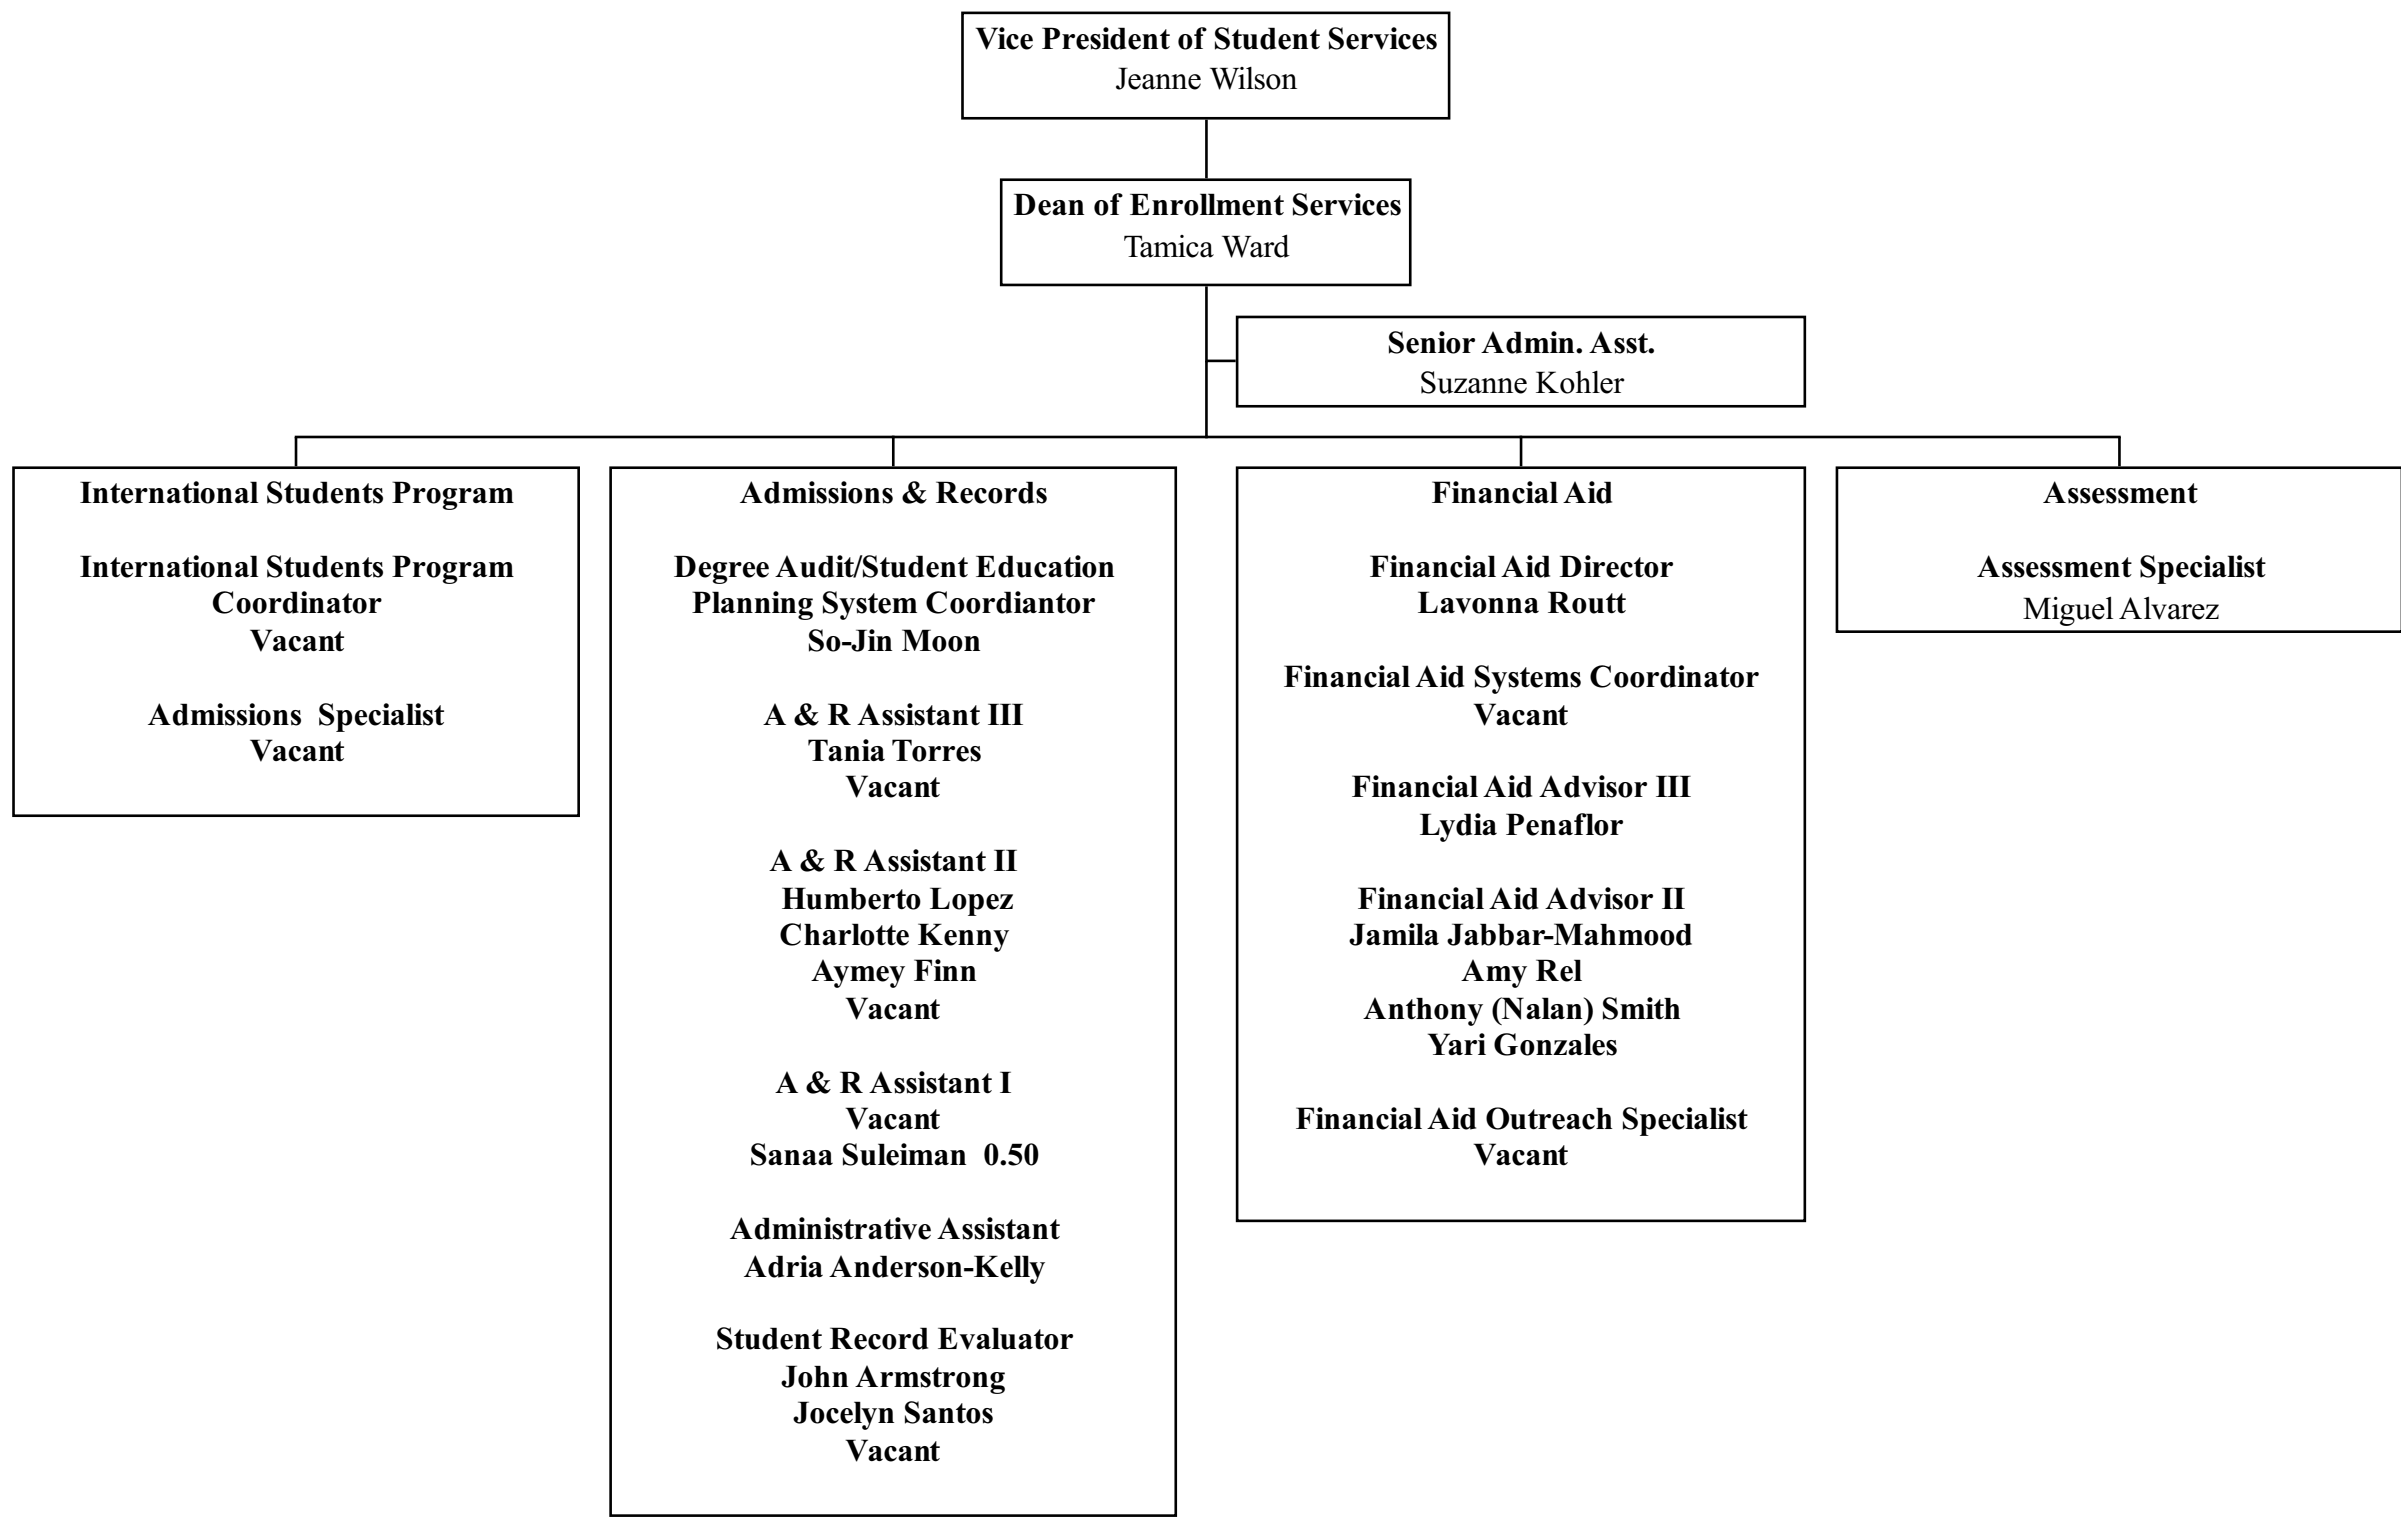 Vice President of Student Services
Jeanne Wilson
Dean of Enrollment Services
Tamica Ward
Senior Admin. Asst.
Suzanne Kohler
International Students Program
International Students Program
Coordinator
Vacant
Admissions  Specialist
Vacant
Admissions & Records
Degree Audit/Student Education
Planning System Coordiantor
So-Jin Moon
A & R Assistant III
Tania Torres
Vacant
A & R Assistant II
Humberto Lopez
Charlotte Kenny
Aymey Finn
Vacant
A & R Assistant I
Vacant
Sanaa Suleiman  0.50
Administrative Assistant
Adria Anderson-Kelly
Student Record Evaluator
John Armstrong
Jocelyn Santos
Vacant
Financial Aid
Financial Aid Director
Lavonna Routt
Financial Aid Systems Coordinator
Vacant
Financial Aid Advisor III
Lydia Penaflor
Financial Aid Advisor II
Jamila Jabbar-Mahmood
Amy Rel
Anthony (Nalan) Smith
Yari Gonzales
Financial Aid Outreach Specialist
Vacant
Assessment
Assessment Specialist
Miguel Alvarez